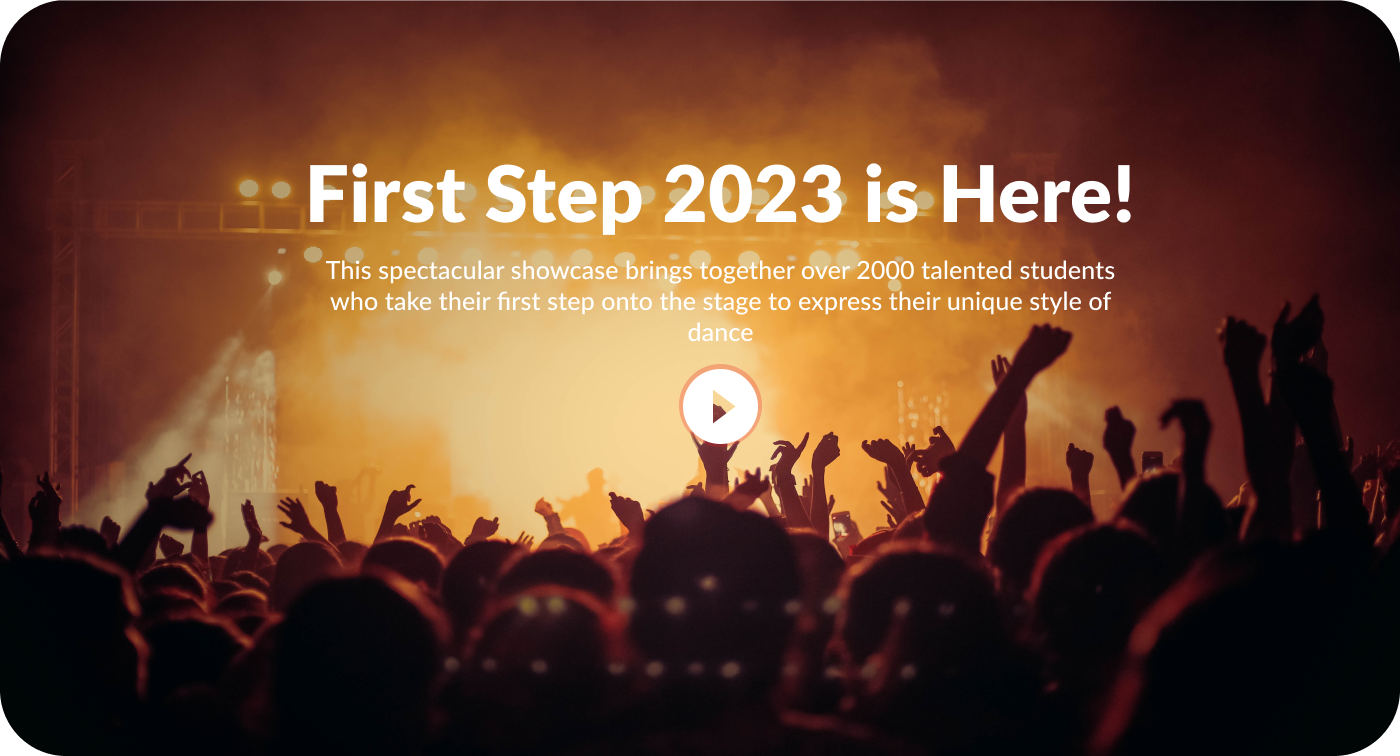 First Step 2023 is Here!
This spectacular showcase brings together over 2000 talented students
who take their first step onto the stage to express their unique style of
dance